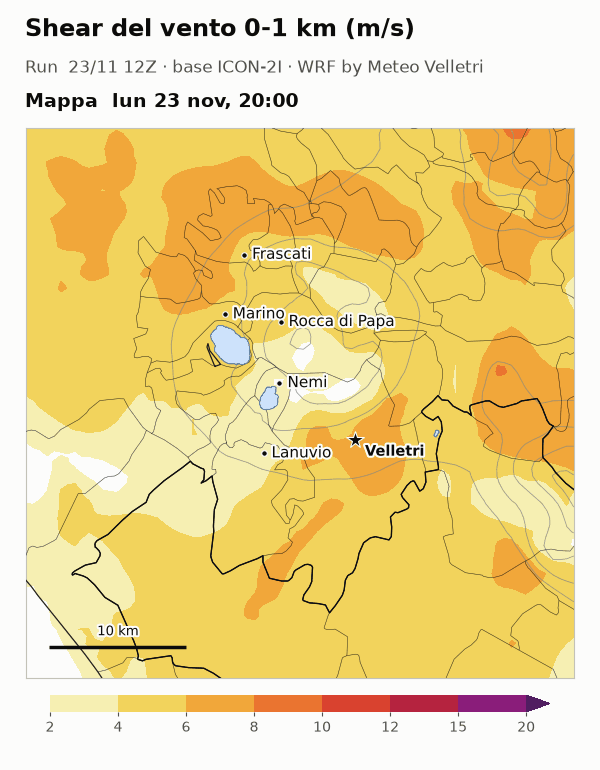 Shear del vento 0-1 km (m/s)
Run  23/11 12Z · base ICON-2I · WRF by Meteo Velletri
Mappa  lun 23 nov, 20:00
Frascati
Marino
Rocca di Papa
Nemi
Velletri
Lanuvio
10 km
2 4 6 8 10 12 15 20